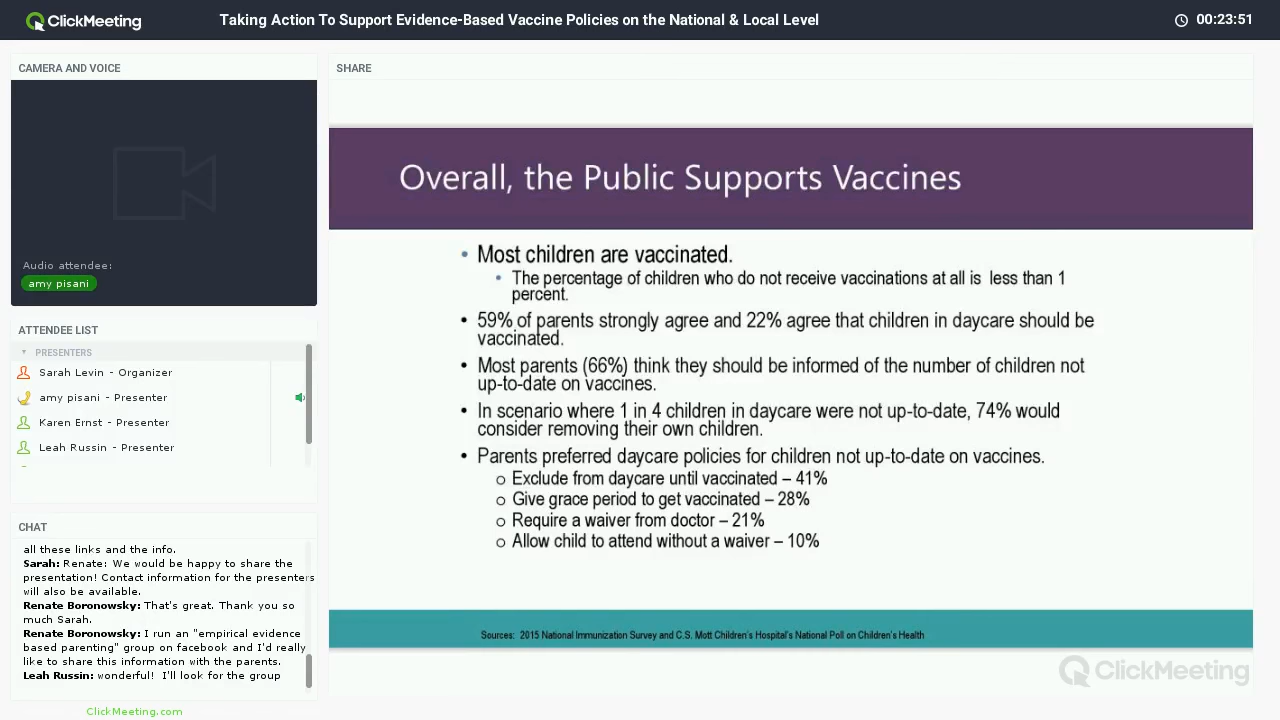 ClickMeeting
Taking Action To Support Evidence-Based Vaccine Policies on the National & Local Level
00:23:51
CAMERA AND VOICE
Audio attendee:
amy pisani
ATTENDEE LIST
PRESENTERS
Sarah Levin - Organizer
amy pisani - Presenter
Karen Ernst - Presenter
Leah Russin - Presenter
CHAT
all these links and the info.
Sarah: Renate: We would be happy to share the
presentation! Contact information for the presenters
will also be available.
Renate Boronowsky: That's great. Thank you so
much Sarah.
Renate Boronowsky: I run an "empirical evidence
based parenting" group on facebook and I'd really
like to share this information with the parents.
Leah Russin: wonderful! I'll look for the group
ClickMeeting.com
SHARE
Overall, the Public Supports Vaccines
• Most children are vaccinated.
• The percentage of children who do not receive vaccinations at all is less than 1
percent.
• 59% of parents strongly agree and 22% agree that children in daycare should be
vaccinated.
• Most parents (66%) think they should be informed of the number of children not
up-to-date on vaccines.
• In scenario where 1 in 4 children in daycare were not up-to-date, 74% would
consider removing their own children.
• Parents preferred daycare policies for children not up-to-date on vaccines.
o Exclude from daycare until vaccinated – 41%
o Give grace period to get vaccinated – 28%
o Require a waiver from doctor – 21%
o Allow child to attend without a waiver – 10%
Sources: 2015 National Immunization Survey and C.S. Mott Children's Hospital's National Poll on Children's Health
ClickMeeting